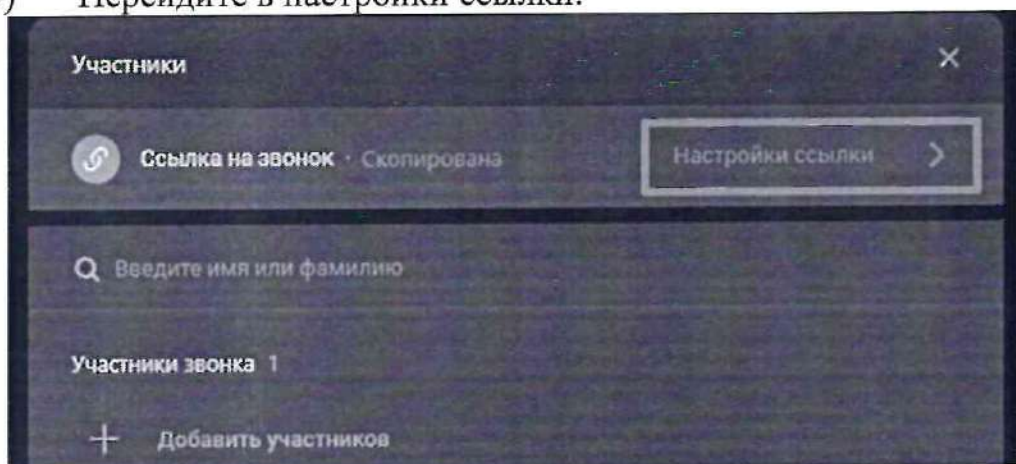 ) Перейдите в настройки ссылки.
Участники
Ссылка на звонок · Скопирована Настройки ссылки
Введите имя или фамилию
Участники звонка 1
Добавить участников